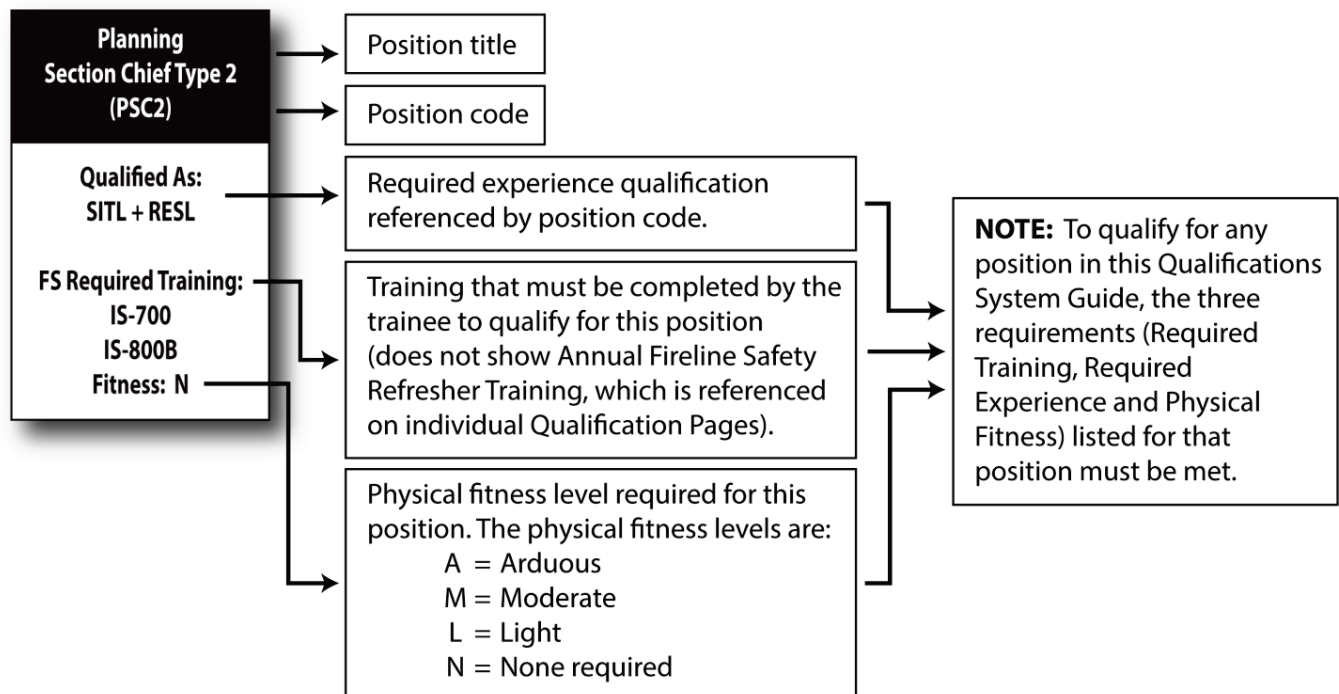 Planning
Section Chief Type 2
(PSC2)
Qualified As:
SITL + RESL
FS Required Training:
IS-700
IS-800B
Fitness: N
Position title
Position code
Required experience qualification
referenced by position code.
Training that must be completed by the
trainee to qualify for this position
(does not show Annual Fireline Safety
Refresher Training, which is referenced
on individual Qualification Pages).
Physical fitness level required for this
position. The physical fitness levels are:
A = Arduous
M = Moderate
L = Light
N = None required
NOTE: To qualify for any
position in this Qualifications
System Guide, the three
requirements (Required
Training, Required
Experience and Physical
Fitness) listed for that
position must be met.